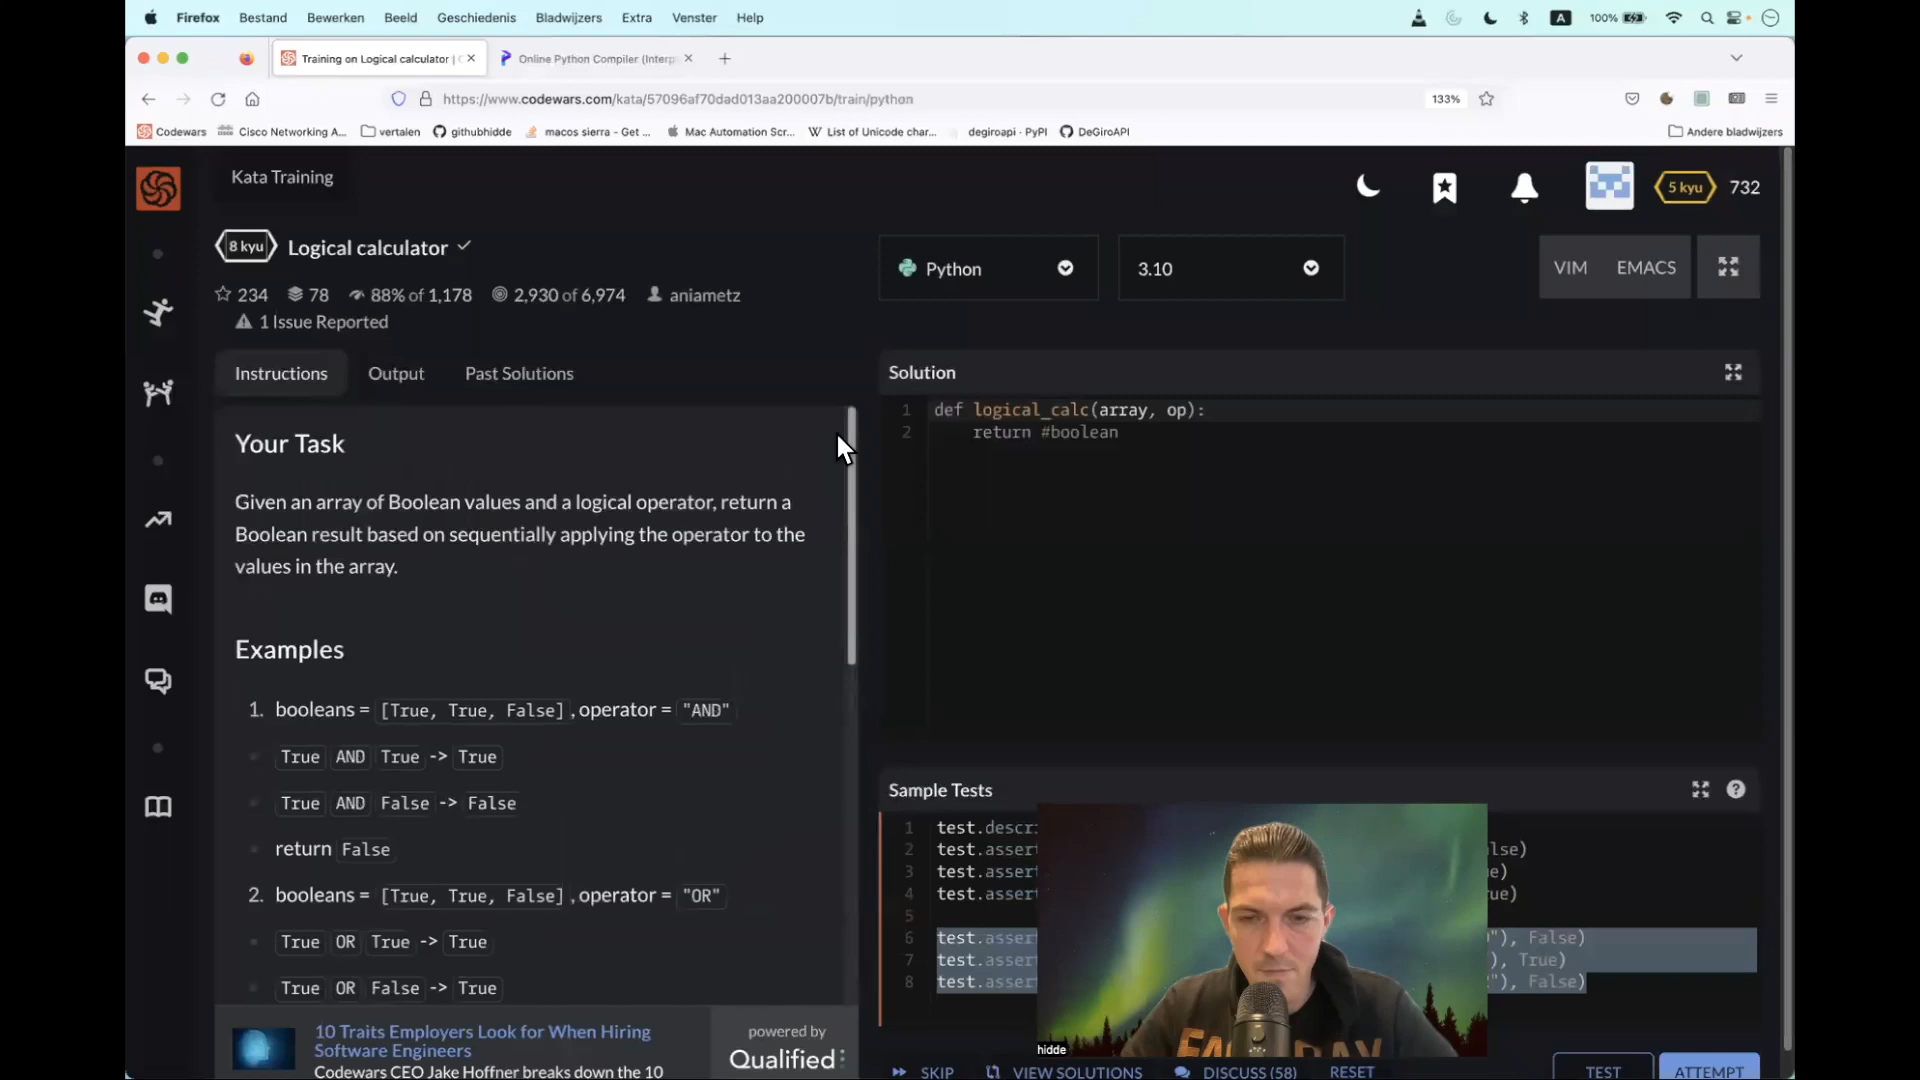 Firefox Bestand Bewerken Beeld Geschiedenis Bladwijzers Extra Venster Help
A 100%
Training on Logical calculator |
Online Python Compiler (Interp
https://www.codewars.com/kata/57096af70dad013aa200007b/train/python
133%
Codewars Cisco Networking A... vertalen githubhidde macos sierra - Get ... Mac Automation Scr... List of Unicode char... degiroapi · PyPI DeGiroAPI Andere bladwijzers
Kata Training
5 kyu 732
8 kyu Logical calculator
234 78 88% of 1,178 2,930 of 6,974 aniametz
1 Issue Reported
Python 3.10 VIM EMACS
Instructions Output Past Solutions
Your Task
Given an array of Boolean values and a logical operator, return a
Boolean result based on sequentially applying the operator to the
values in the array.
Examples
1. booleans = [True, True, False], operator = "AND"
True AND True -> True
True AND False -> False
return False
2. booleans = [True, True, False], operator = "OR"
True OR True -> True
True OR False -> True
10 Traits Employers Look for When Hiring
Software Engineers
Codewars CEO Jake Hoffner breaks down the 10
powered by
Qualified
Solution
1 def logical_calc(array, op):
2 return #boolean
Sample Tests
1 test.descri
2 test.assert lse)
3 test.assert e)
4 test.assert ue)
5
6 test.asser "), False)
7 test.asser ), True)
8 test.asser "), False)
hidde
SKIP VIEW SOLUTIONS DISCUSS (58) RESET TEST ATTEMPT